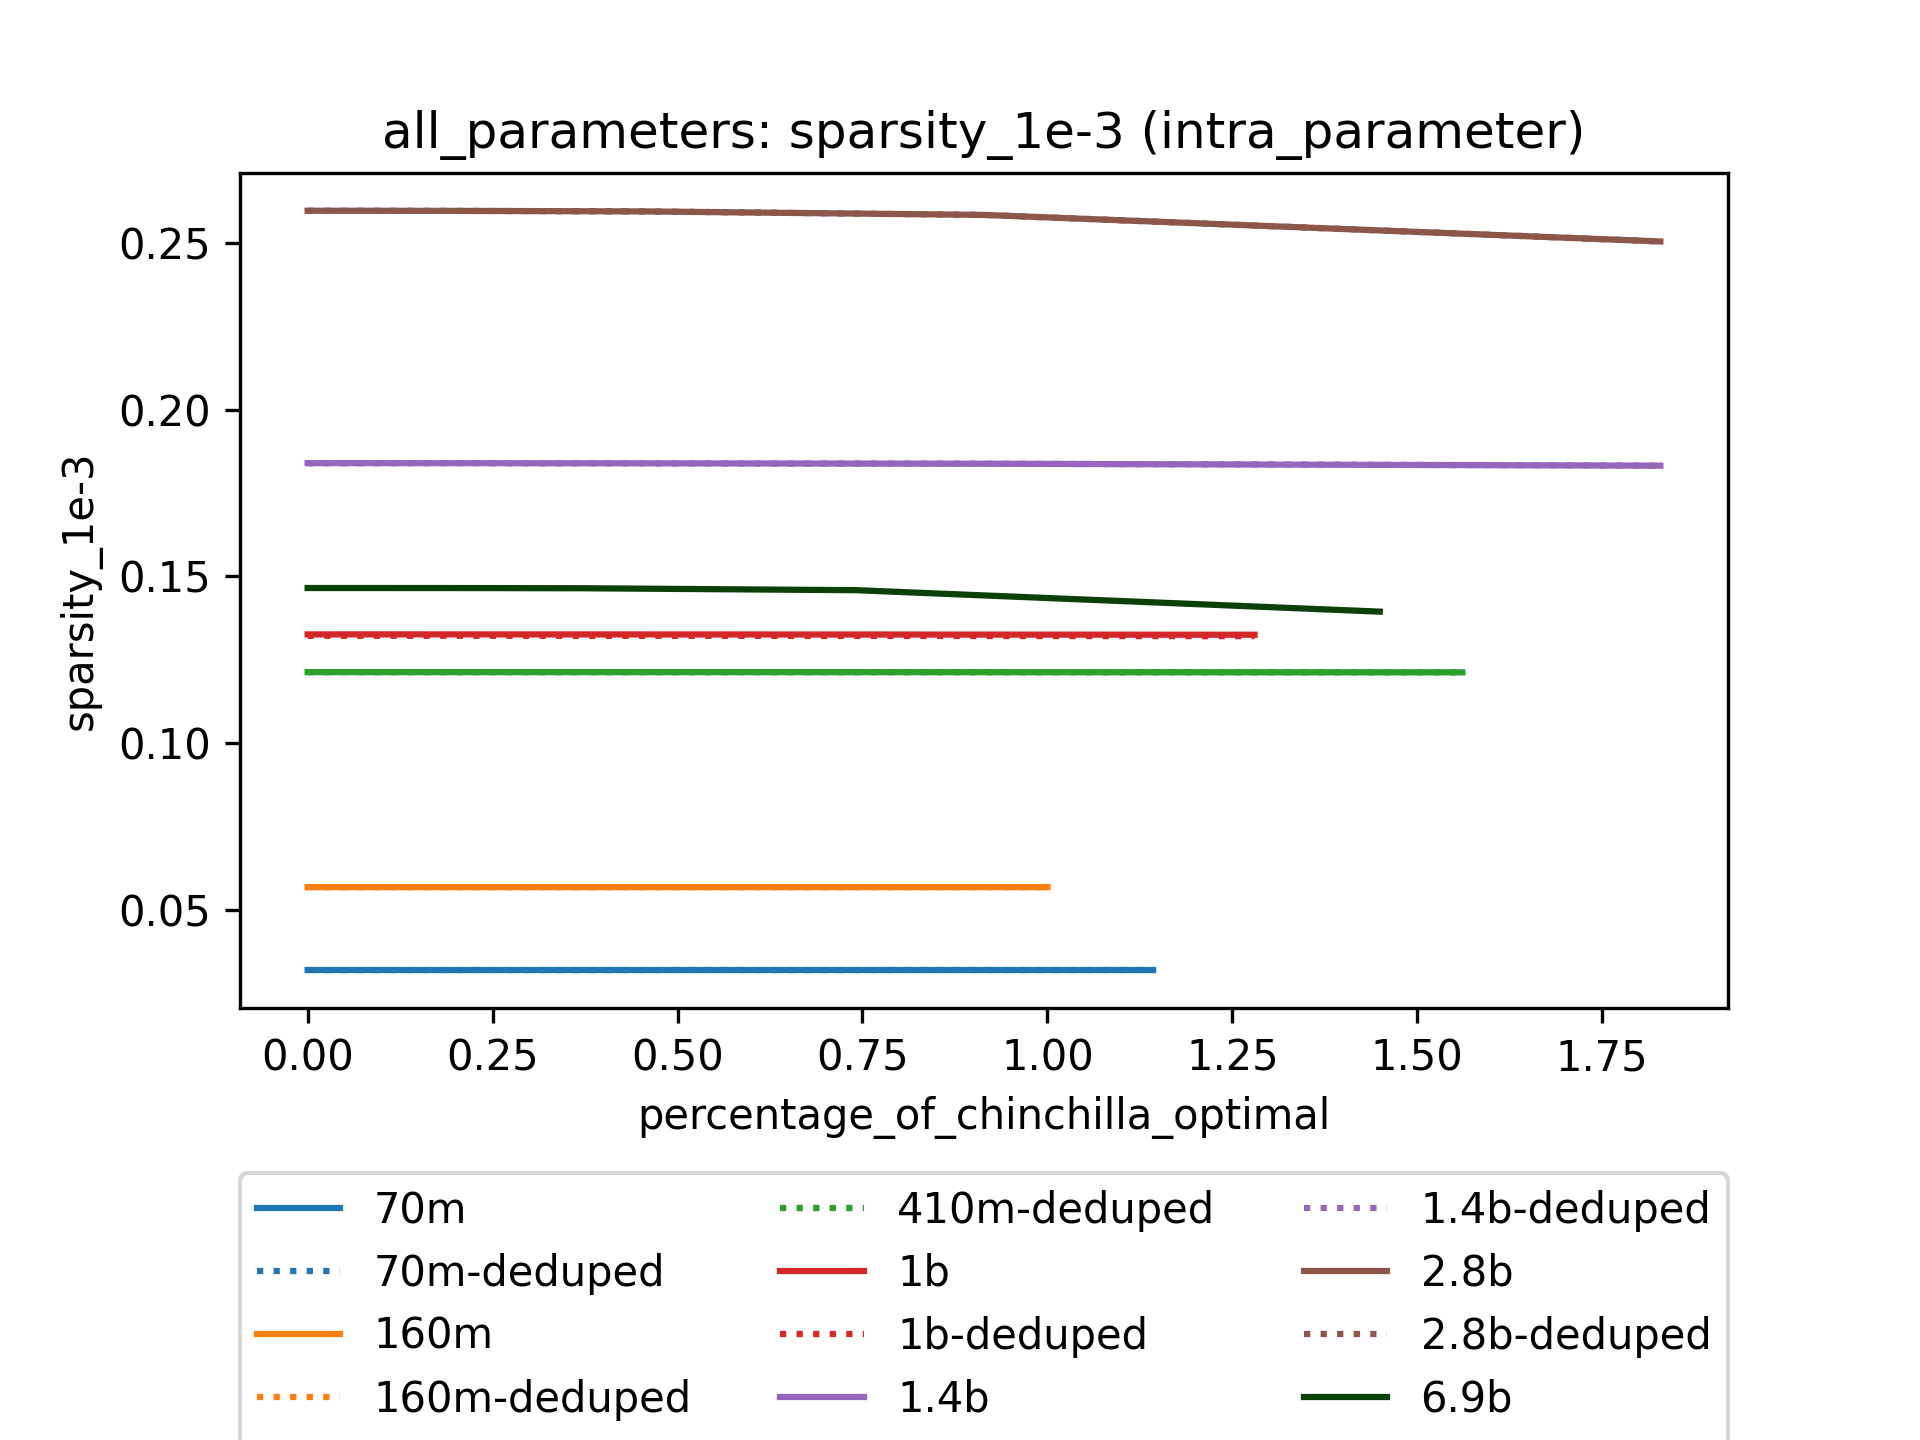 all_parameters: sparsity_1e-3 (intra_parameter)
sparsity_1e-3
0.25
0.20
0.15
0.10
0.05
0.00 0.25 0.50 0.75 1.00 1.25 1.50 1.75
percentage_of_chinchilla_optimal
70m 410m-deduped 1.4b-deduped
70m-deduped 1b 2.8b
160m 1b-deduped 2.8b-deduped
160m-deduped 1.4b 6.9b